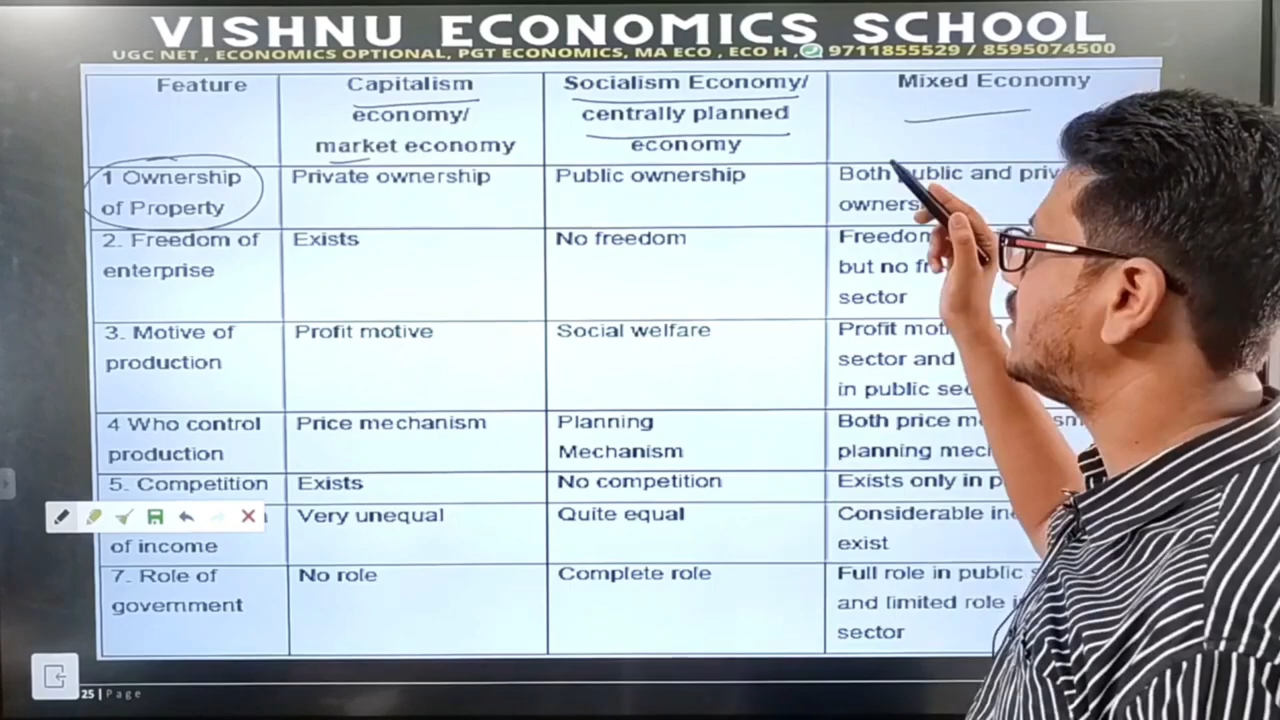 VISHNU ECONOMICS SCHOOL
UGC NET , ECONOMICS OPTIONAL, PGT ECONOMICS, MA ECO , ECO H , 9711855529 / 8595074500
Feature
Capitalism
economy/
market economy
Socialism Economy/
centrally planned
economy
Mixed Economy
1 Ownership
of Property
Private ownership
Public ownership
Both public and
2. Freedom of
enterprise
Exists
No freedom
but no
sector
3. Motive of
production
Profit motive
Social welfare
Profit
sector and
in public
4 Who control
production
Price mechanism
Planning
Mechanism
Both price
planning
5. Competition
Exists
No competition
Exists only in
of income
Very unequal
Quite equal
Considerable
exist
7. Role of
government
No role
Complete role
Full role in public
and limited role
sector
25 | Page